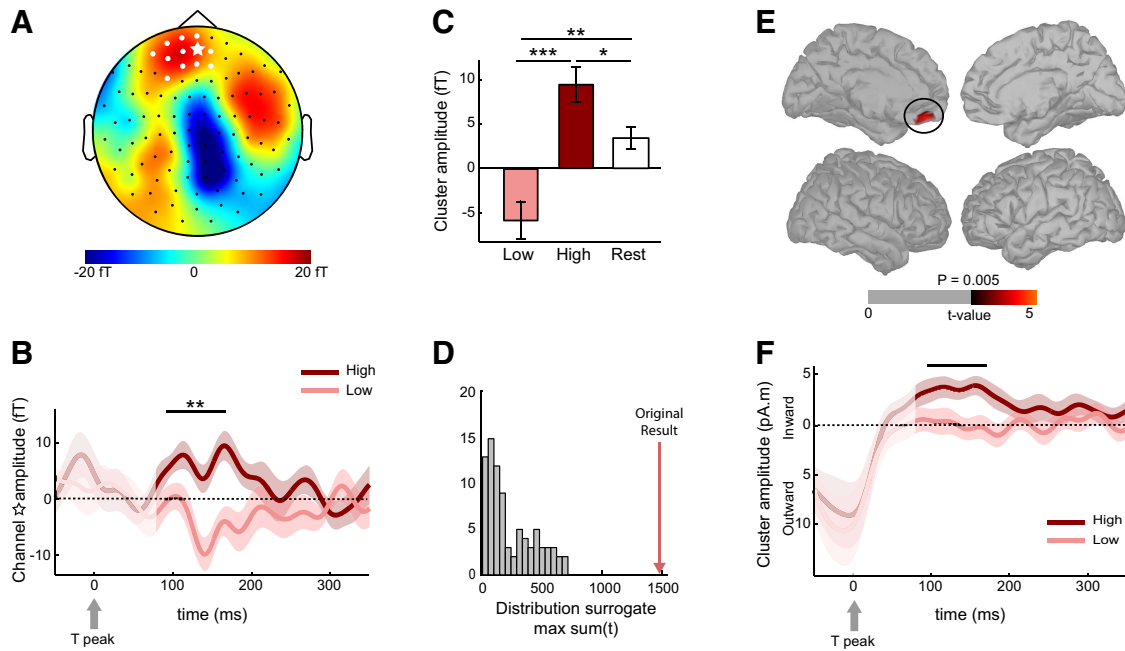 A
-20 fT
0
20 fT
B
High
Low
**
Channel ☆ amplitude (fT)
10
0
-10
0
100
200
300
time (ms)
T peak
C
**
***
*
Cluster amplitude (fT)
10
5
0
-5
Low
High
Rest
D
20
15
10
5
0
Original
Result
0
500
1000
1500
Distribution surrogate
max sum(t)
E
P = 0.005
0
t-value
5
F
Cluster amplitude (pA.m)
Outward
Inward
5
0
5
10
High
Low
0
100
200
300
time (ms)
T peak